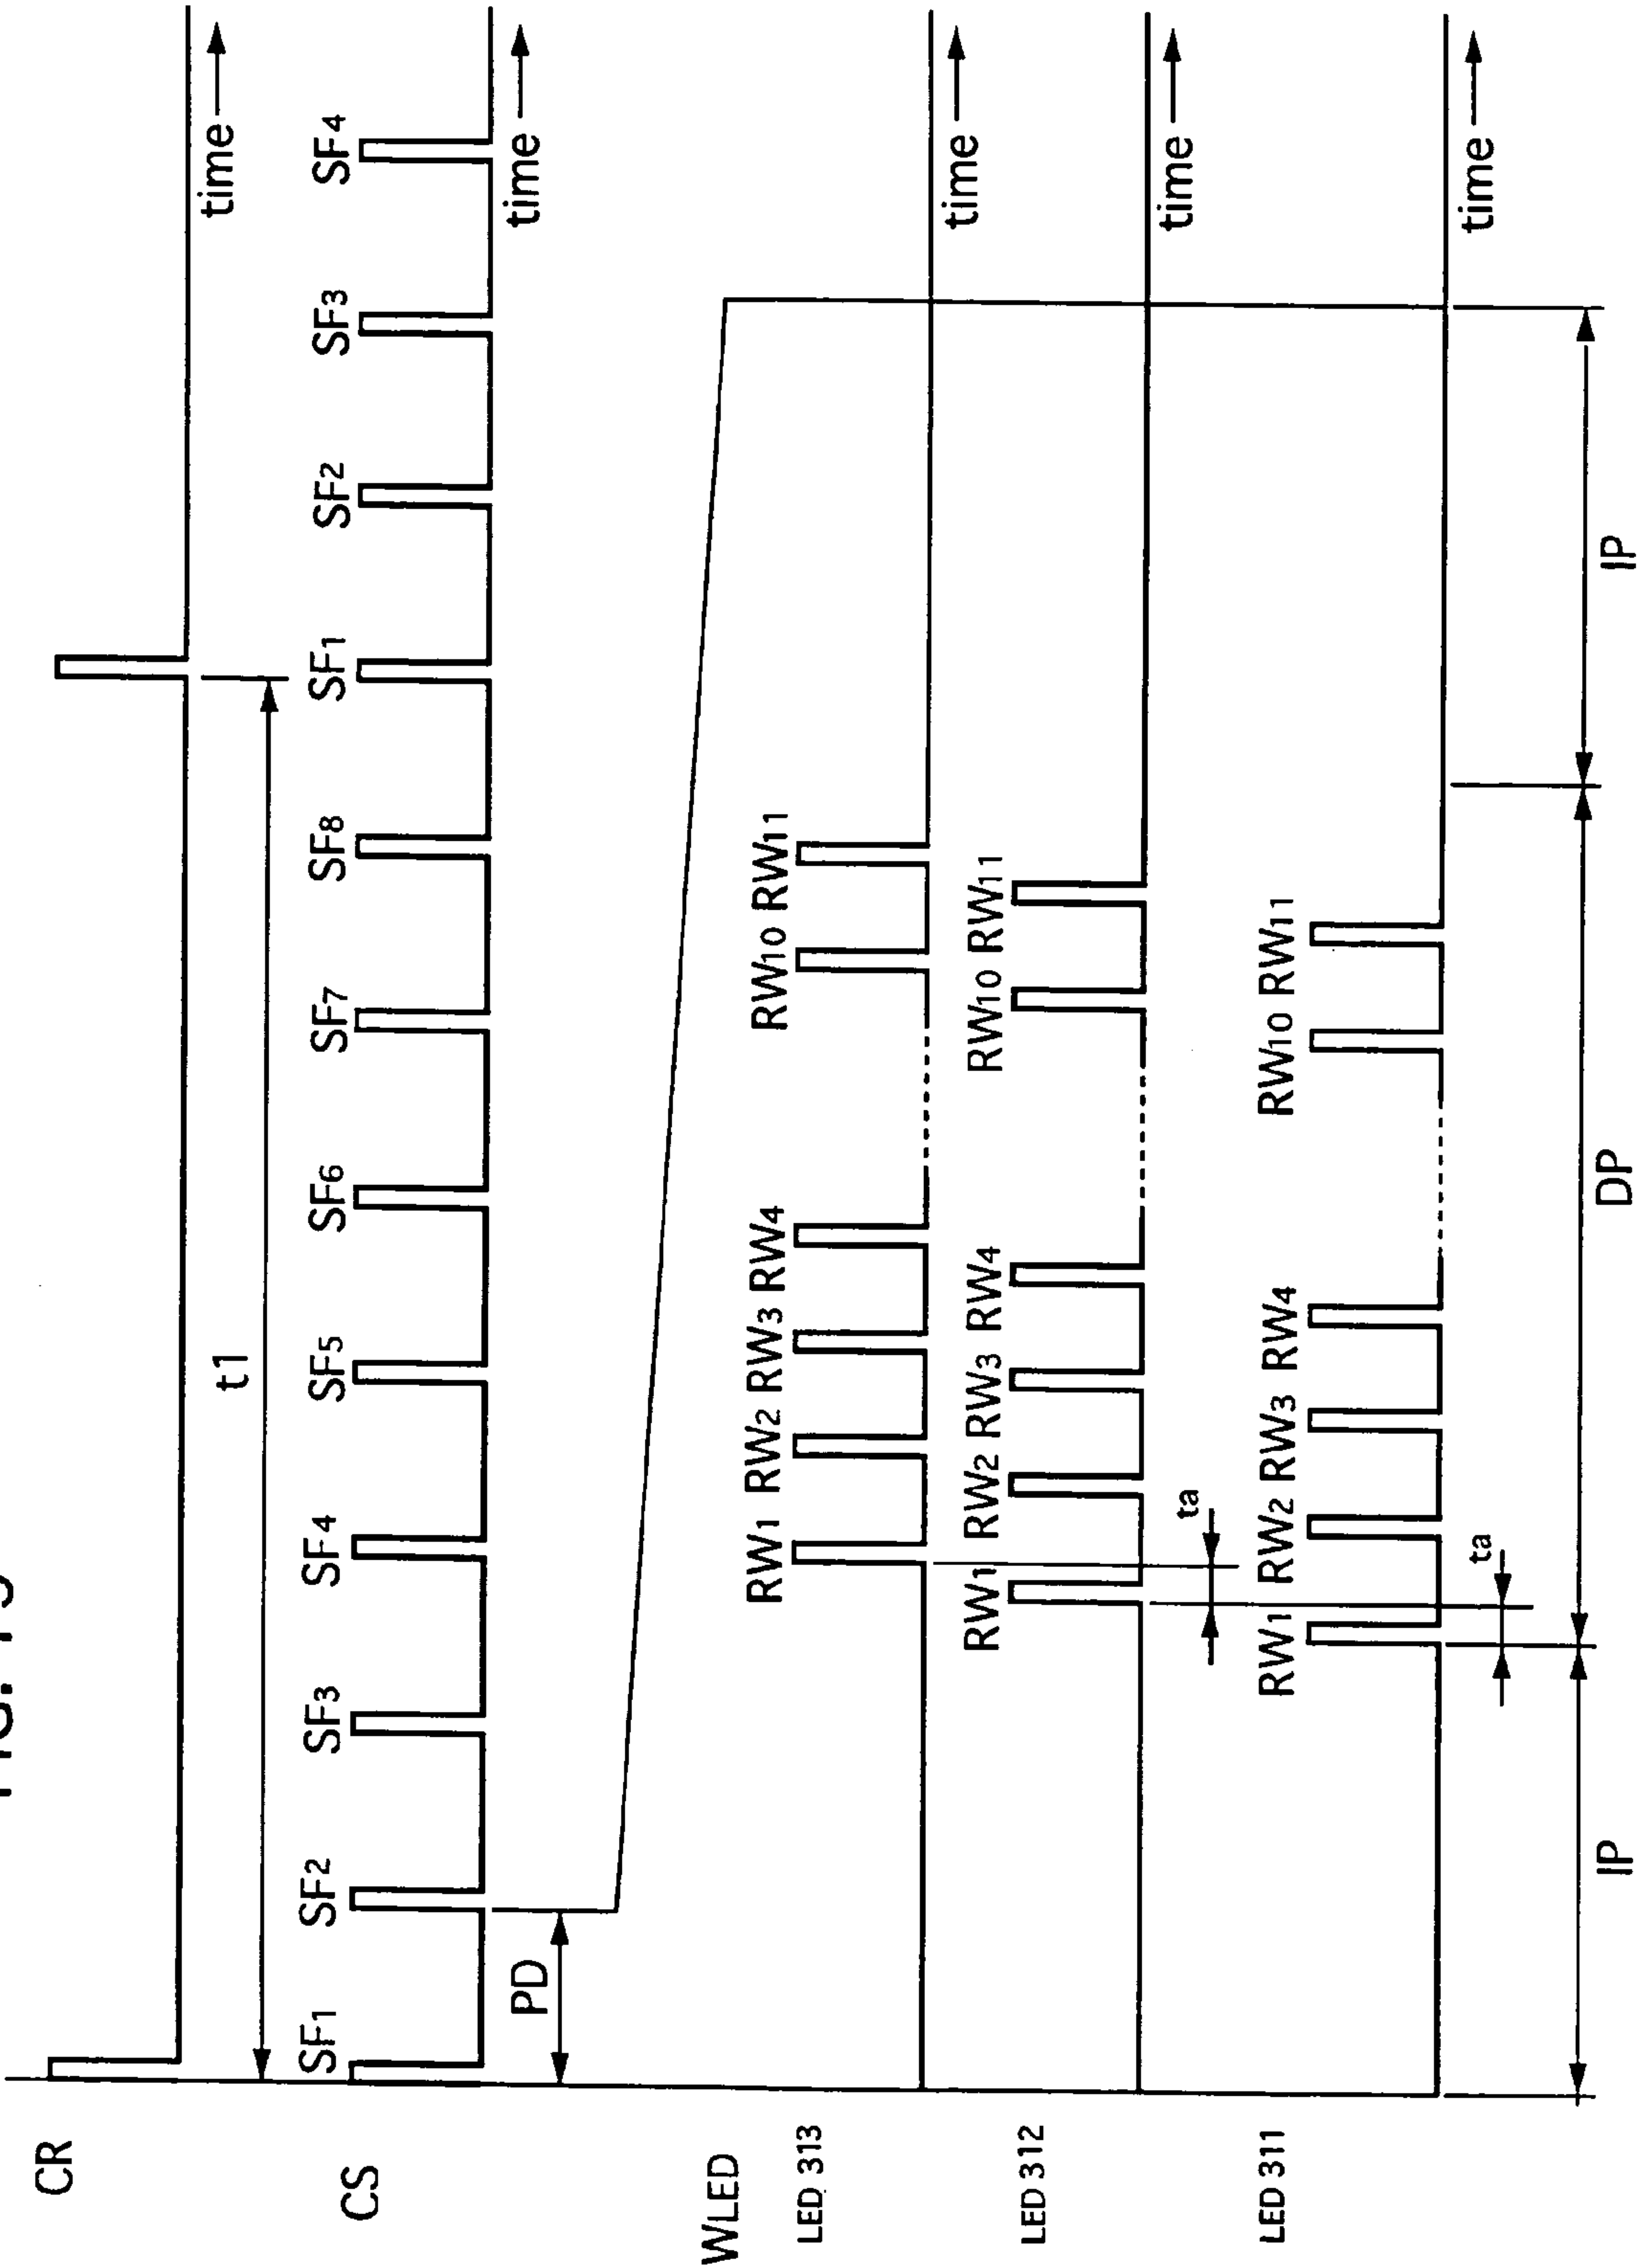 CR
time
t1
CS
SF1 SF2 SF3 SF4 SF5 SF6 SF7 SF8 SF1 SF2 SF3 SF4
time
PD
WLED
LED 313
RW1 RW2 RW3 RW4 RW10 RW11
time
LED 312
RW1 RW2 RW3 RW4 RW10 RW11
time
ta
LED 311
RW1 RW2 RW3 RW4 RW10 RW11
time
ta
IP DP IP